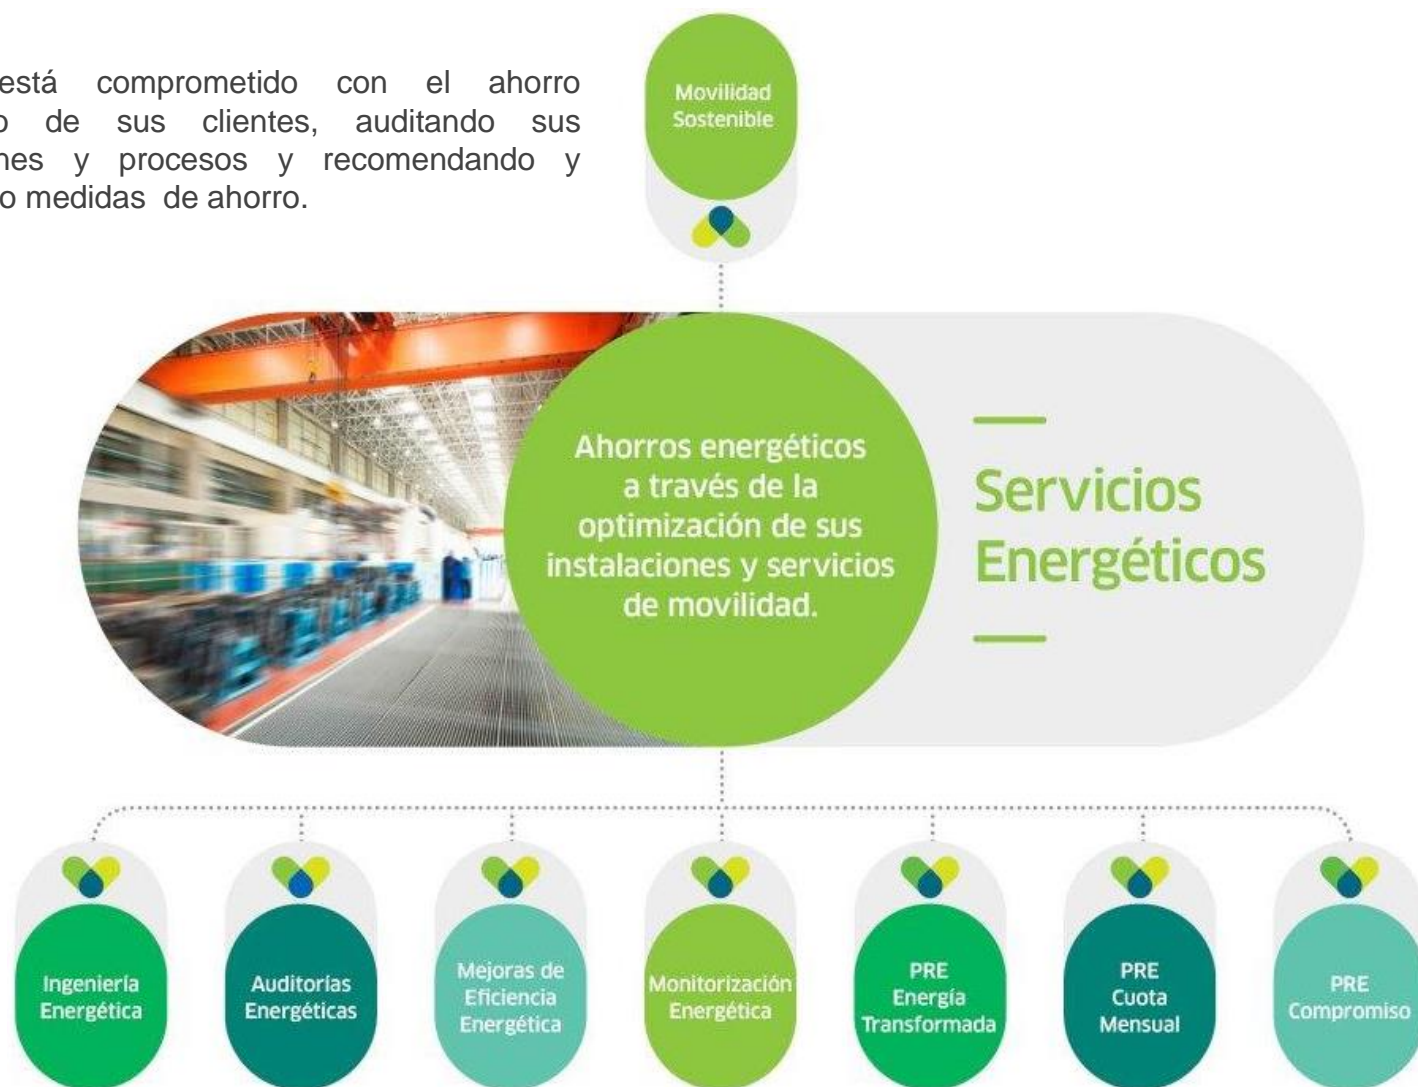 está comprometido con el ahorro
de sus clientes, auditando sus
y procesos y recomendando y
medidas de ahorro.
Movilidad
Sostenible
Ahorros energéticos
a través de la
optimización de sus
instalaciones y servicios
de movilidad.
Servicios
Energéticos
Ingeniería
Energética
Auditorías
Energéticas
Mejoras de
Eficiencia
Energética
Monitorización
Energética
PRE
Energía
Transformada
PRE
Cuota
Mensual
PRE
Compromiso